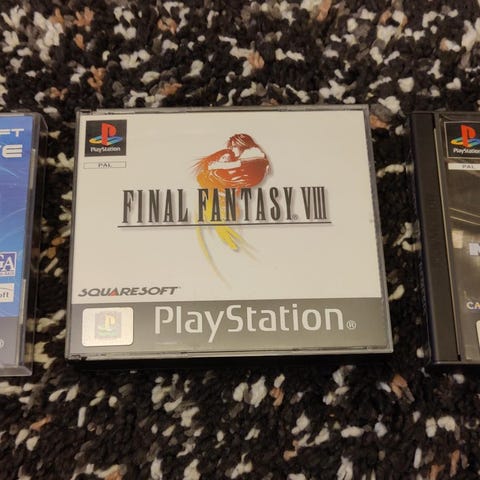 PlayStation
PAL
FINAL FANTASY® VIII
SQUARESOFT
PlayStation®
PlayStation
PAL